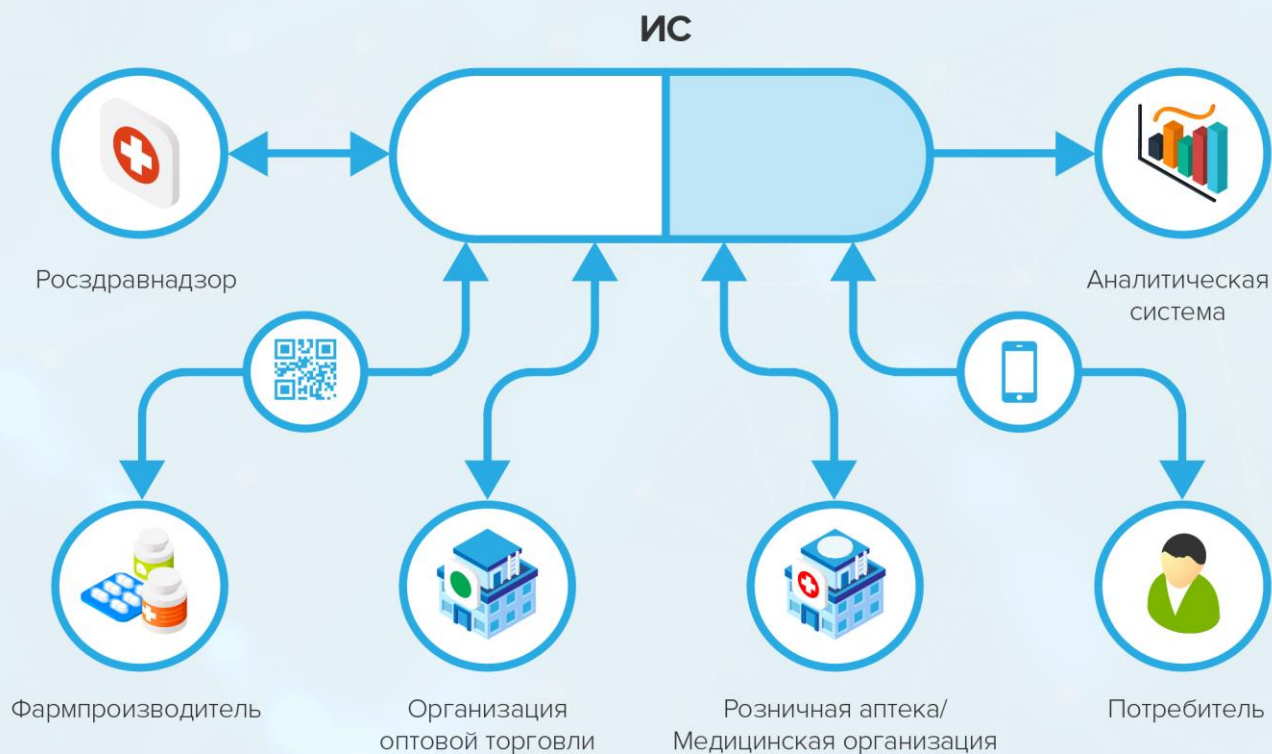 ИС
Росздравнадзор
Аналитическая
система
Фармпроизводитель
Организация
оптовой торговли
Розничная аптека/
Медицинская организация
Потребитель